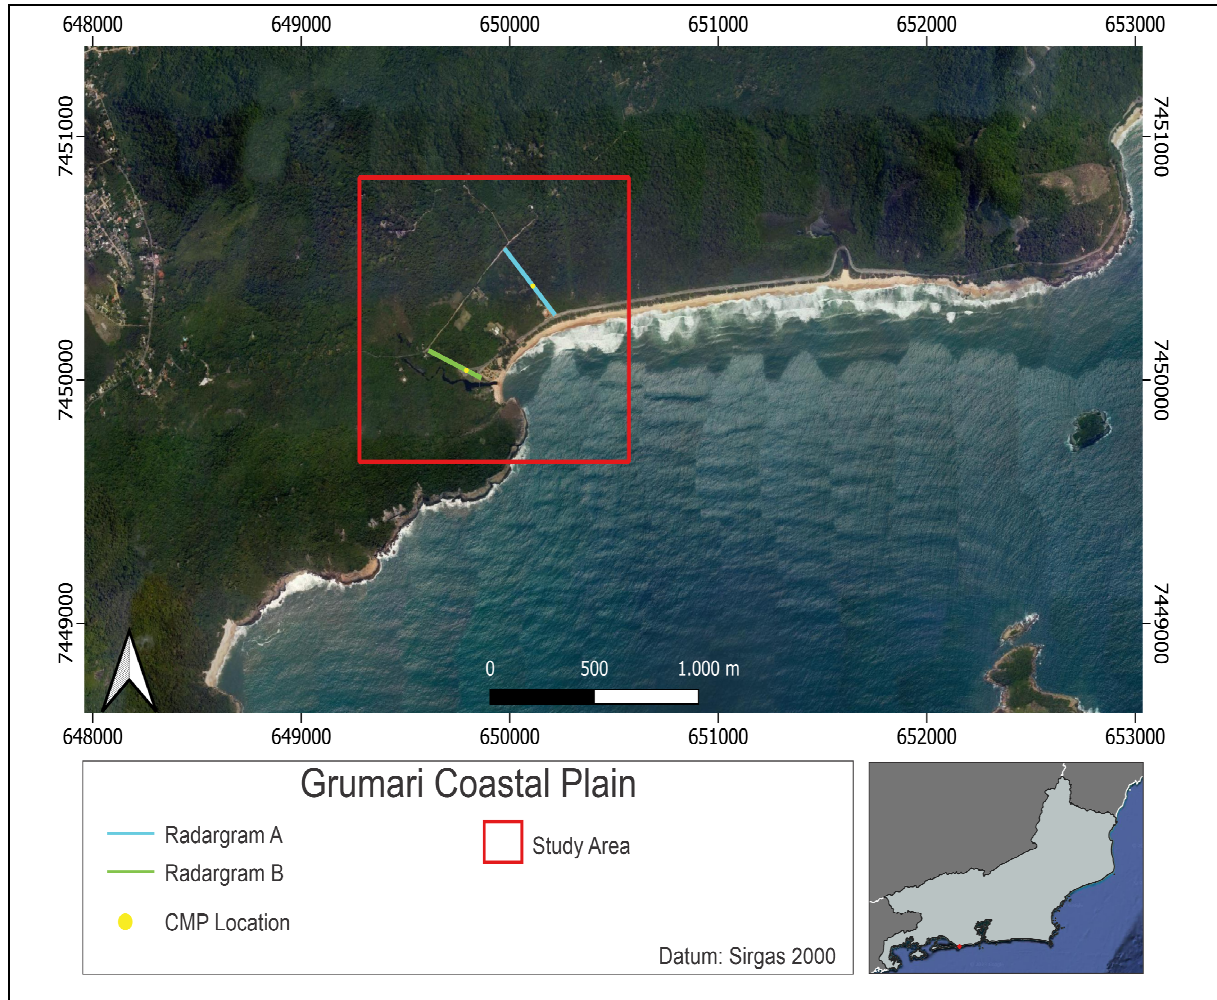 648000 649000 650000 651000 652000 653000
7451000 7451000
7450000 7450000
7449000 7449000
0 500 1.000 m
648000 649000 650000 651000 652000 653000
Grumari Coastal Plain
Radargram A
Study Area
Radargram B
CMP Location
Datum: Sirgas 2000